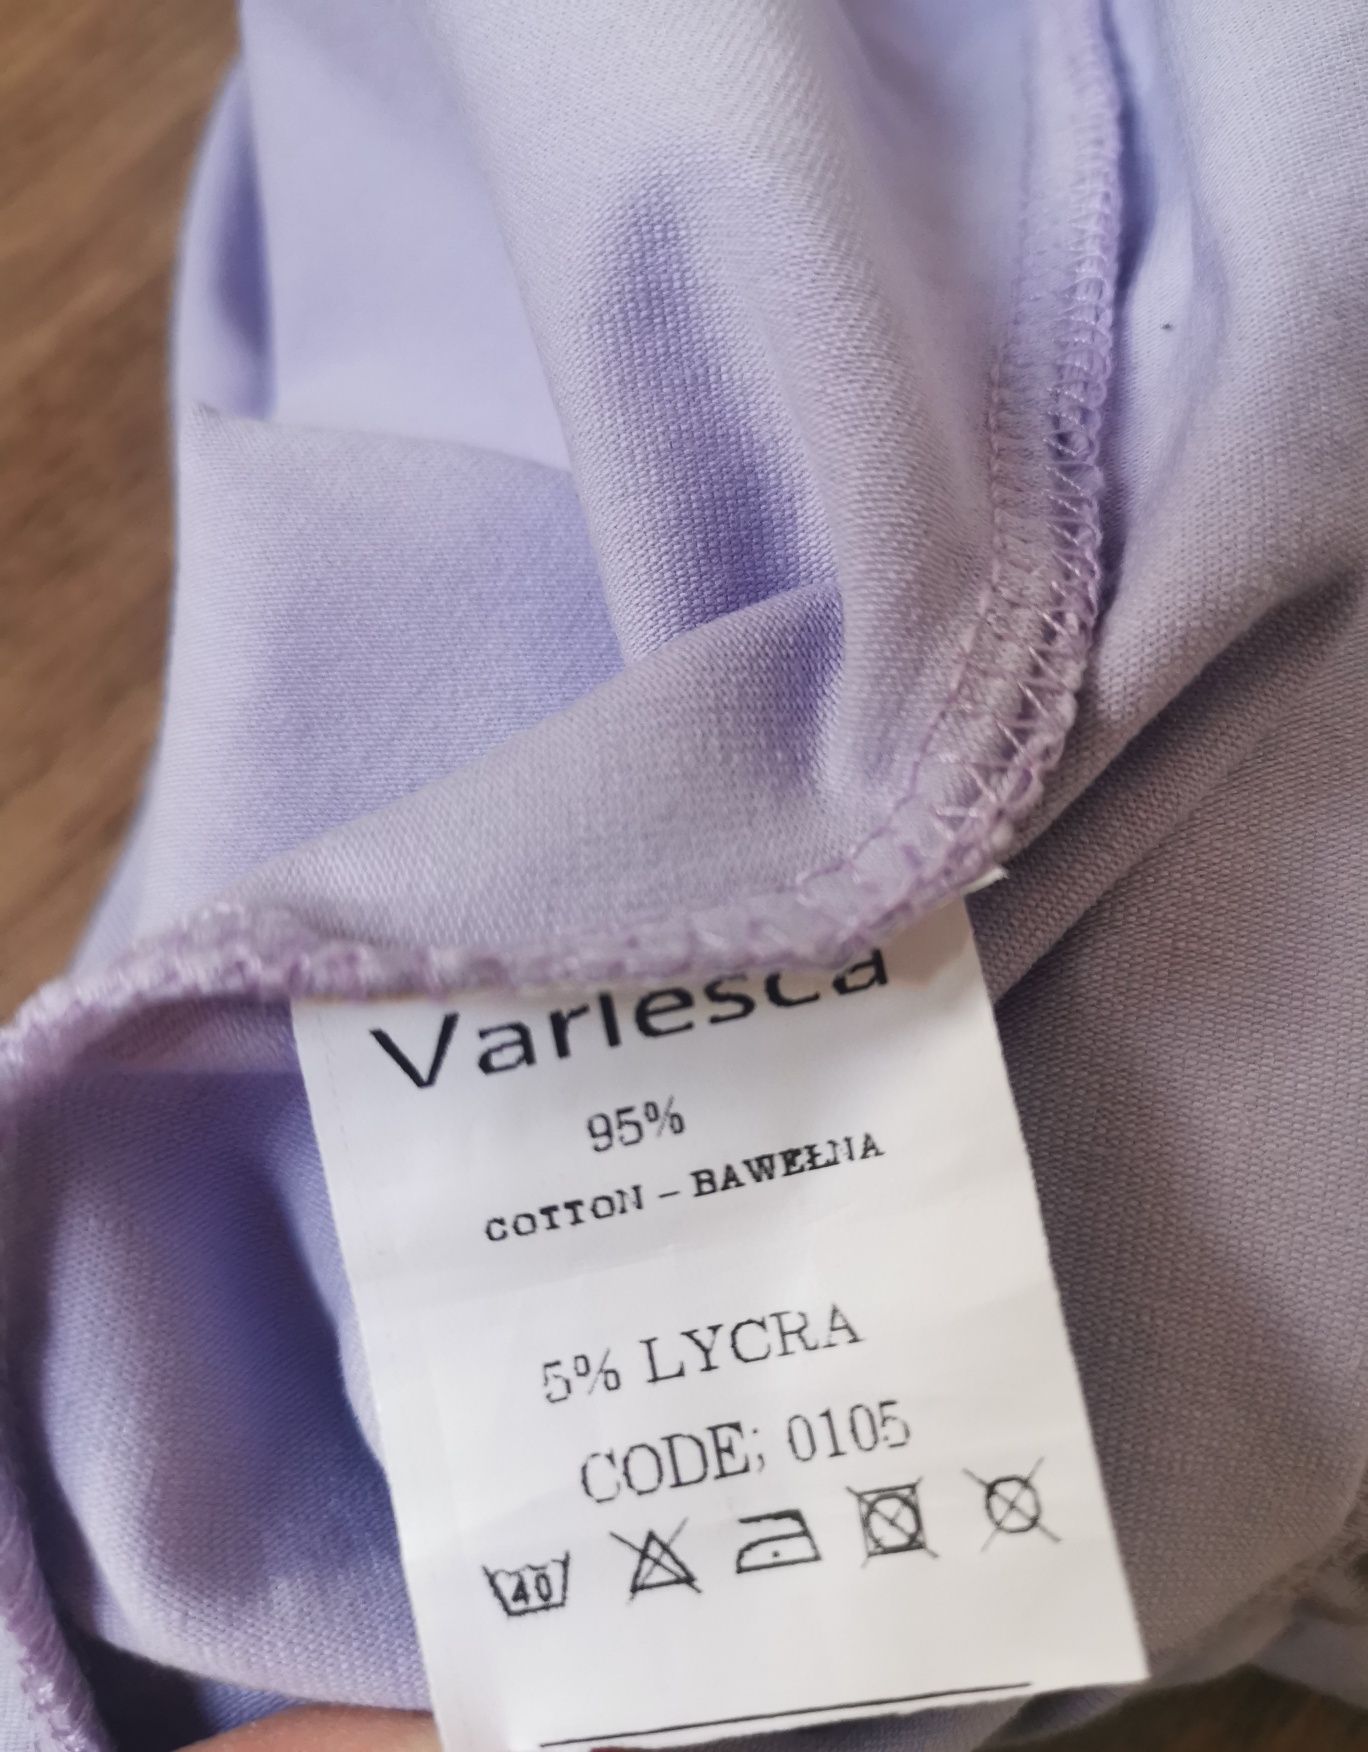 Varlesca
95%
COTTON - BAWEŁNA
5% LYCRA
CODE; 0105
40